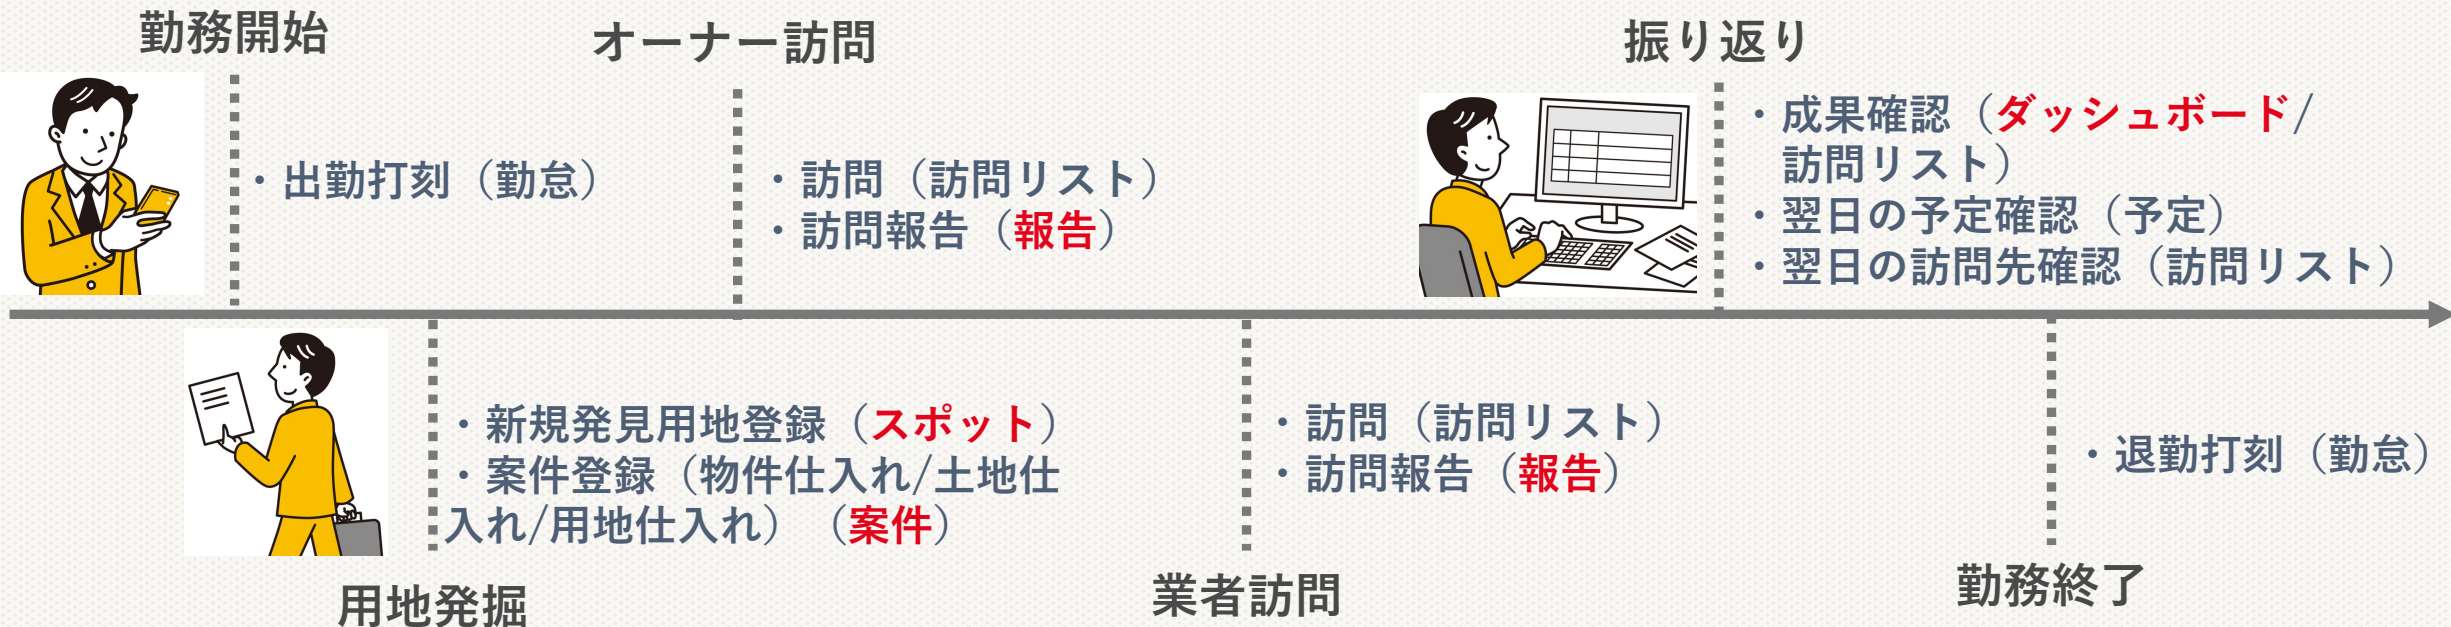 勤務開始
・出勤打刻（勤怠）
用地発掘
・新規発見用地登録（スポット）
・案件登録（物件仕入れ/土地仕
入れ/用地仕入れ）（案件）
オーナー訪問
・訪問（訪問リスト）
・訪問報告（報告）
業者訪問
・訪問（訪問リスト）
・訪問報告（報告）
振り返り
・成果確認（ダッシュボード/
訪問リスト）
・翌日の予定確認（予定）
・翌日の訪問先確認（訪問リスト）
勤務終了
・退勤打刻（勤怠）